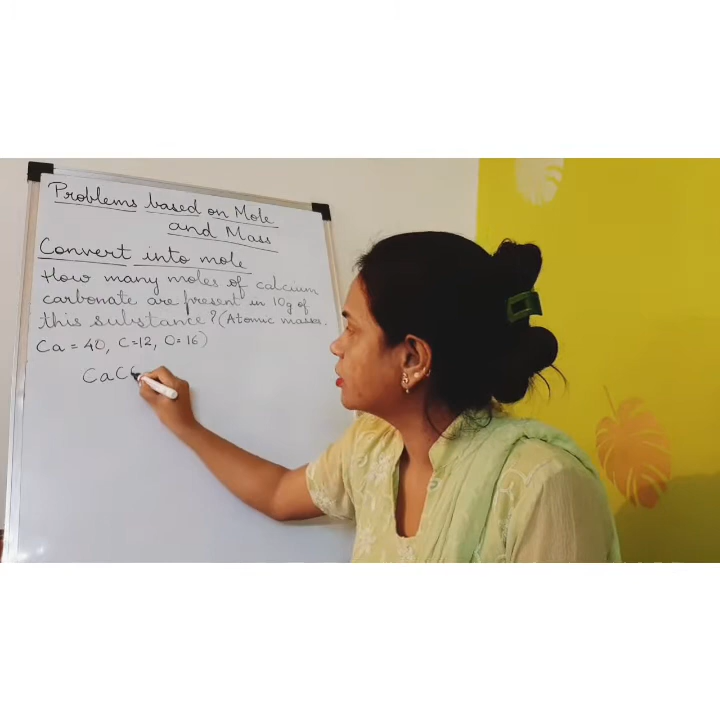 Problems based on Mole
and Mass
Convert into mole
How many moles of calcium
carbonate are present in 10g of
this substance? (Atomic masses.
Ca = 40, C=12, O=16)
CaC